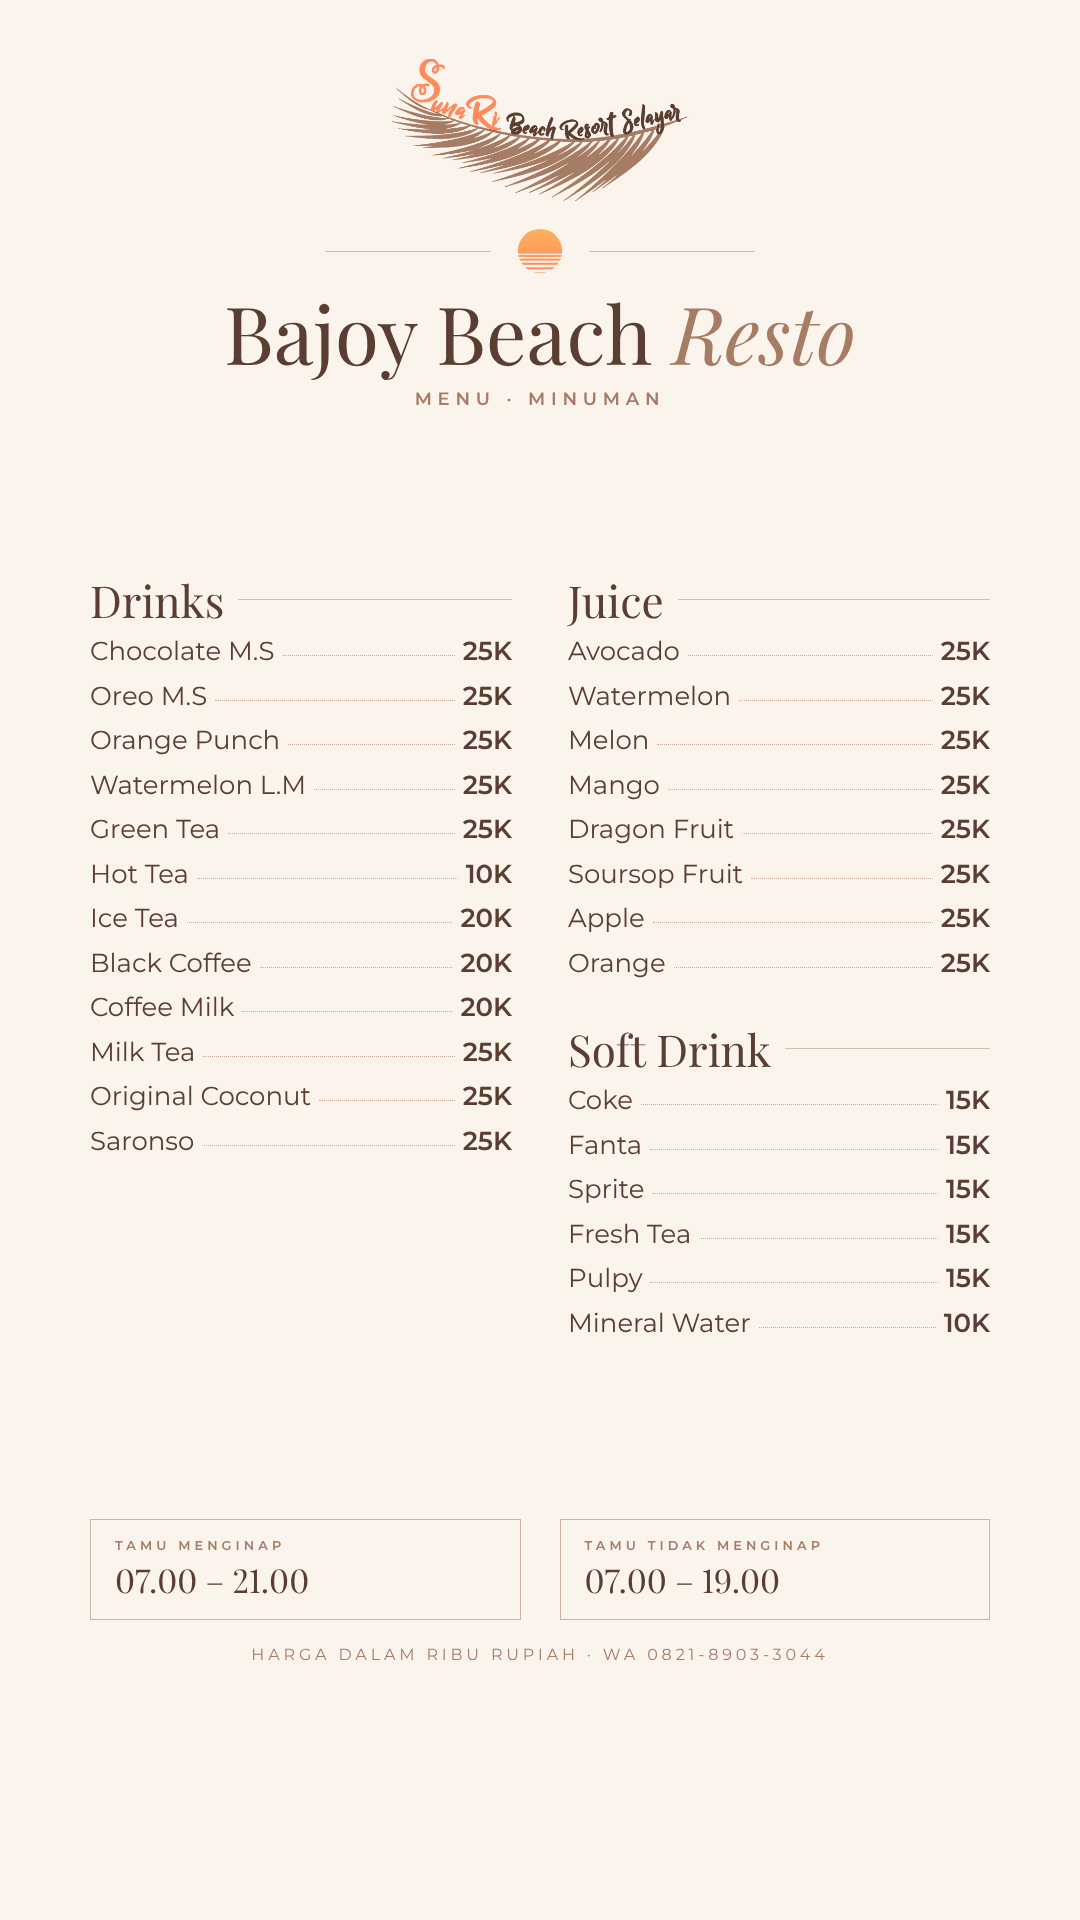 SunaRi Beach Resort Selayar
Bajoy Beach Resto
MENU · MINUMAN
Drinks
Chocolate M.S 25K
Oreo M.S 25K
Orange Punch 25K
Watermelon L.M 25K
Green Tea 25K
Hot Tea 10K
Ice Tea 20K
Black Coffee 20K
Coffee Milk 20K
Milk Tea 25K
Original Coconut 25K
Saronso 25K
Juice
Avocado 25K
Watermelon 25K
Melon 25K
Mango 25K
Dragon Fruit 25K
Soursop Fruit 25K
Apple 25K
Orange 25K
Soft Drink
Coke 15K
Fanta 15K
Sprite 15K
Fresh Tea 15K
Pulpy 15K
Mineral Water 10K
TAMU MENGINAP
07.00 – 21.00
TAMU TIDAK MENGINAP
07.00 – 19.00
HARGA DALAM RIBU RUPIAH · WA 0821-8903-3044